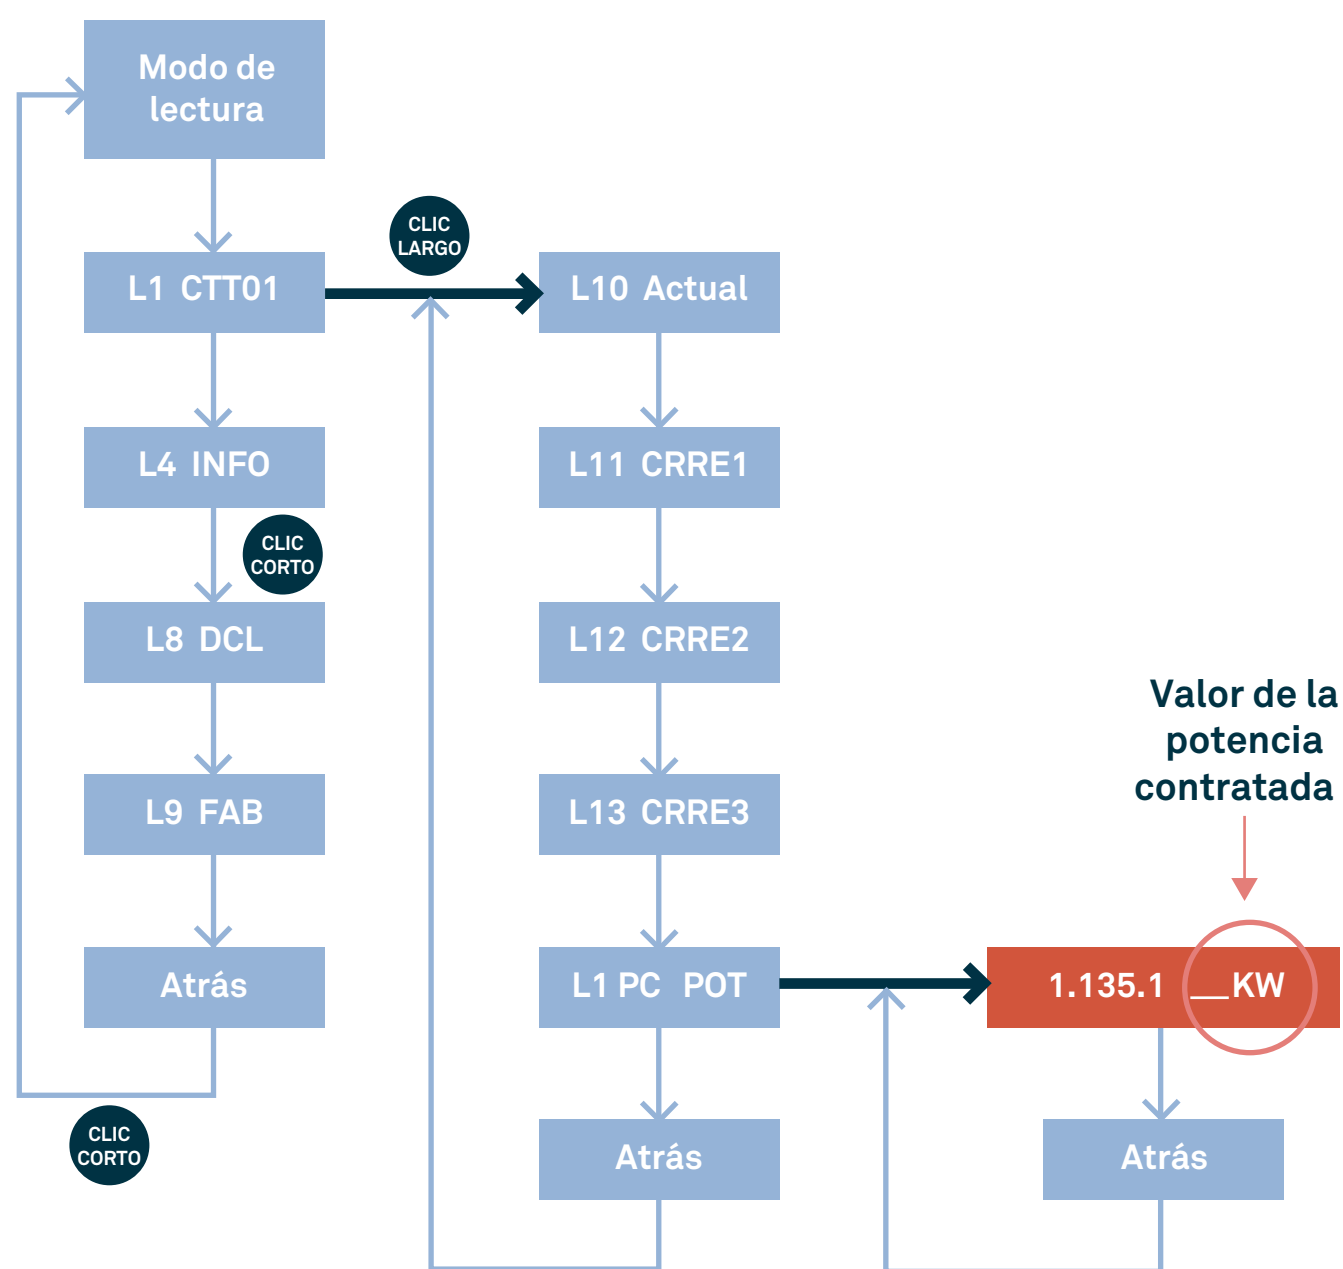 Modo de
lectura
CLIC
LARGO
L1 CTT01
L10 Actual
L4 INFO
L11 CRRE1
CLIC
CORTO
L8 DCL
L12 CRRE2
Valor de la
potencia
contratada
L9 FAB
L13 CRRE3
Atrás
L1 PC POT
1.135.1 __KW
CLIC
CORTO
Atrás
Atrás